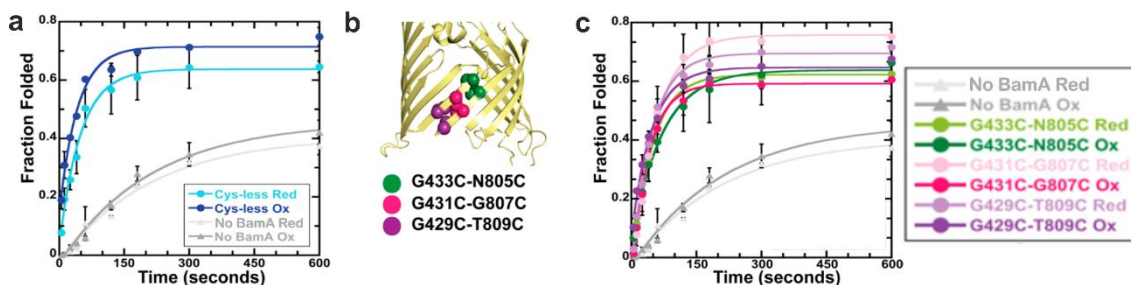 a
Fraction Folded
0.8
0.6
0.4
0.2
0
Cys-less Red
Cys-less Ox
No BamA Red
No BamA Ox
0 150 300 450 600
Time (seconds)
b
G433C-N805C
G431C-G807C
G429C-T809C
c
Fraction Folded
0.8
0.6
0.4
0.2
0
0 150 300 450 600
Time (seconds)
No BamA Red
No BamA Ox
G433C-N805C Red
G433C-N805C Ox
G431C-G807C Red
G431C-G807C Ox
G429C-T809C Red
G429C-T809C Ox